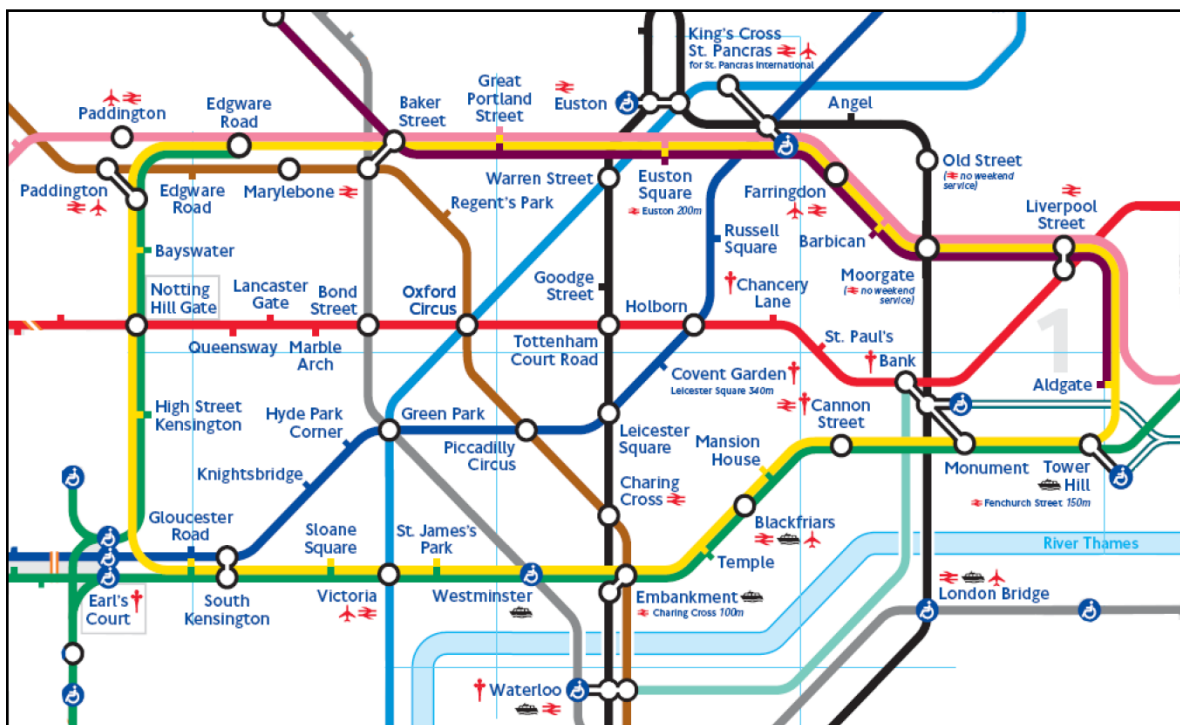 King's Cross
St. Pancras
for St. Pancras International
Paddington
Edgware
Road
Baker
Street
Great
Portland
Street
Euston
Angel
Old Street
( no weekend
service)
Paddington
Edgware
Road
Marylebone
Regent's Park
Warren Street
Euston
Square
Euston 200m
Farringdon
Barbican
Liverpool
Street
Bayswater
Russell
Square
Moorgate
( no weekend
service)
Notting
Hill Gate
Lancaster
Gate
Bond
Street
Oxford
Circus
Goodge
Street
Holborn
Chancery
Lane
Queensway
Marble
Arch
Tottenham
Court Road
St. Paul's
1
Bank
Covent Garden
Leicester Square 340m
Aldgate
High Street
Kensington
Hyde Park
Corner
Green Park
Piccadilly
Circus
Leicester
Square
Cannon
Street
Mansion
House
Monument
Tower
Hill
Fenchurch Street 150m
Knightsbridge
Charing
Cross
Gloucester
Road
Sloane
Square
St. James's
Park
Blackfriars
Temple
River Thames
Earl's
Court
South
Kensington
Victoria
Westminster
Embankment
Charing Cross 100m
London Bridge
Waterloo